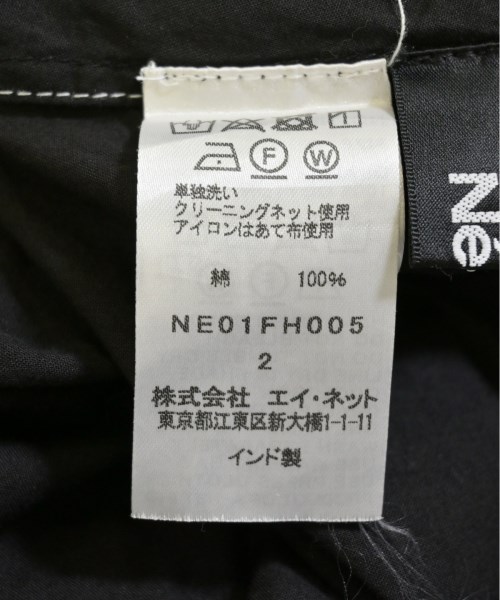 F W
単独洗い
クリーニングネット使用
アイロンはあて布使用
綿 100%
NE01FH005
2
株式会社 エイ・ネット
東京都江東区新大橋1-1-11
インド製
Ne